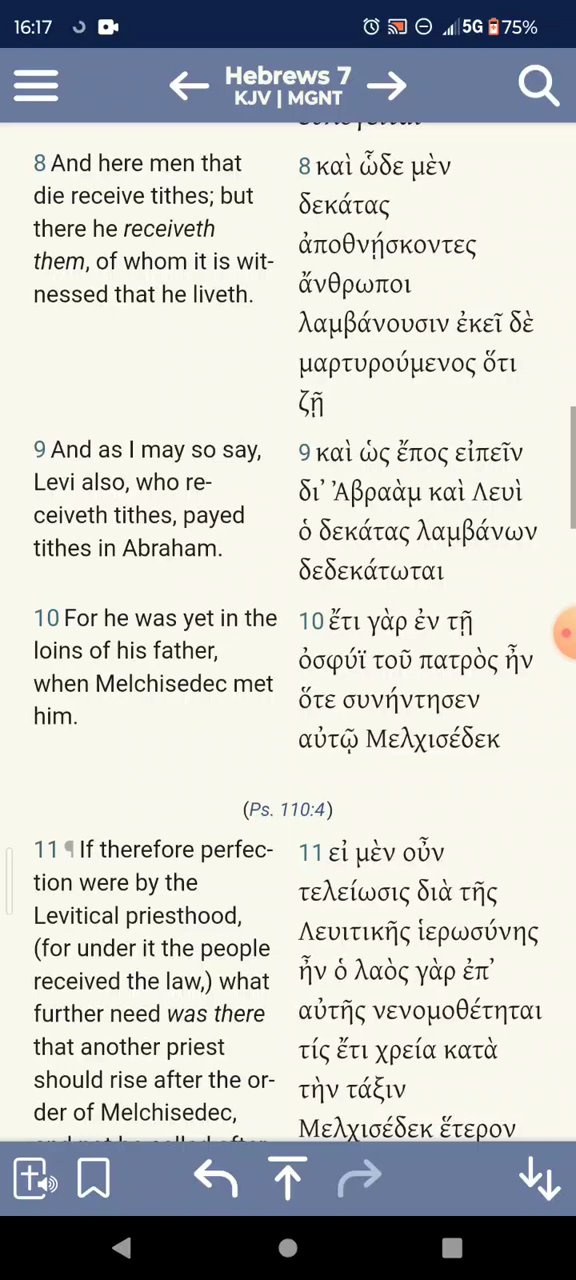 16:17
5G 75%
Hebrews 7
KJV | MGNT
8 And here men that
die receive tithes; but
there he receiveth
them, of whom it is wit-
nessed that he liveth.
8 καὶ ὧδε μὲν
δεκάτας
ἀποθνῄσκοντες
ἄνθρωποι
λαμβάνουσιν ἐκεῖ δὲ
μαρτυρούμενος ὅτι
ζῇ
9 And as I may so say,
Levi also, who re-
ceiveth tithes, payed
tithes in Abraham.
9 καὶ ὡς ἔπος εἰπεῖν
δι’ Ἀβραὰμ καὶ Λευὶ
ὁ δεκάτας λαμβάνων
δεδεκάτωται
10 For he was yet in the
loins of his father,
when Melchisedec met
him.
10 ἔτι γὰρ ἐν τῇ
ὀσφύϊ τοῦ πατρὸς ἦν
ὅτε συνήντησεν
αὐτῷ Μελχισέδεκ
(Ps. 110:4)
11 ¶ If therefore perfec-
tion were by the
Levitical priesthood,
(for under it the people
received the law,) what
further need was there
that another priest
should rise after the or-
der of Melchisedec,
11 εἰ μὲν οὖν
τελείωσις διὰ τῆς
Λευιτικῆς ἱερωσύνης
ἦν ὁ λαὸς γὰρ ἐπ’
αὐτῆς νενομοθέτηται
τίς ἔτι χρεία κατὰ
τὴν τάξιν
Μελχισέδεκ ἕτερον